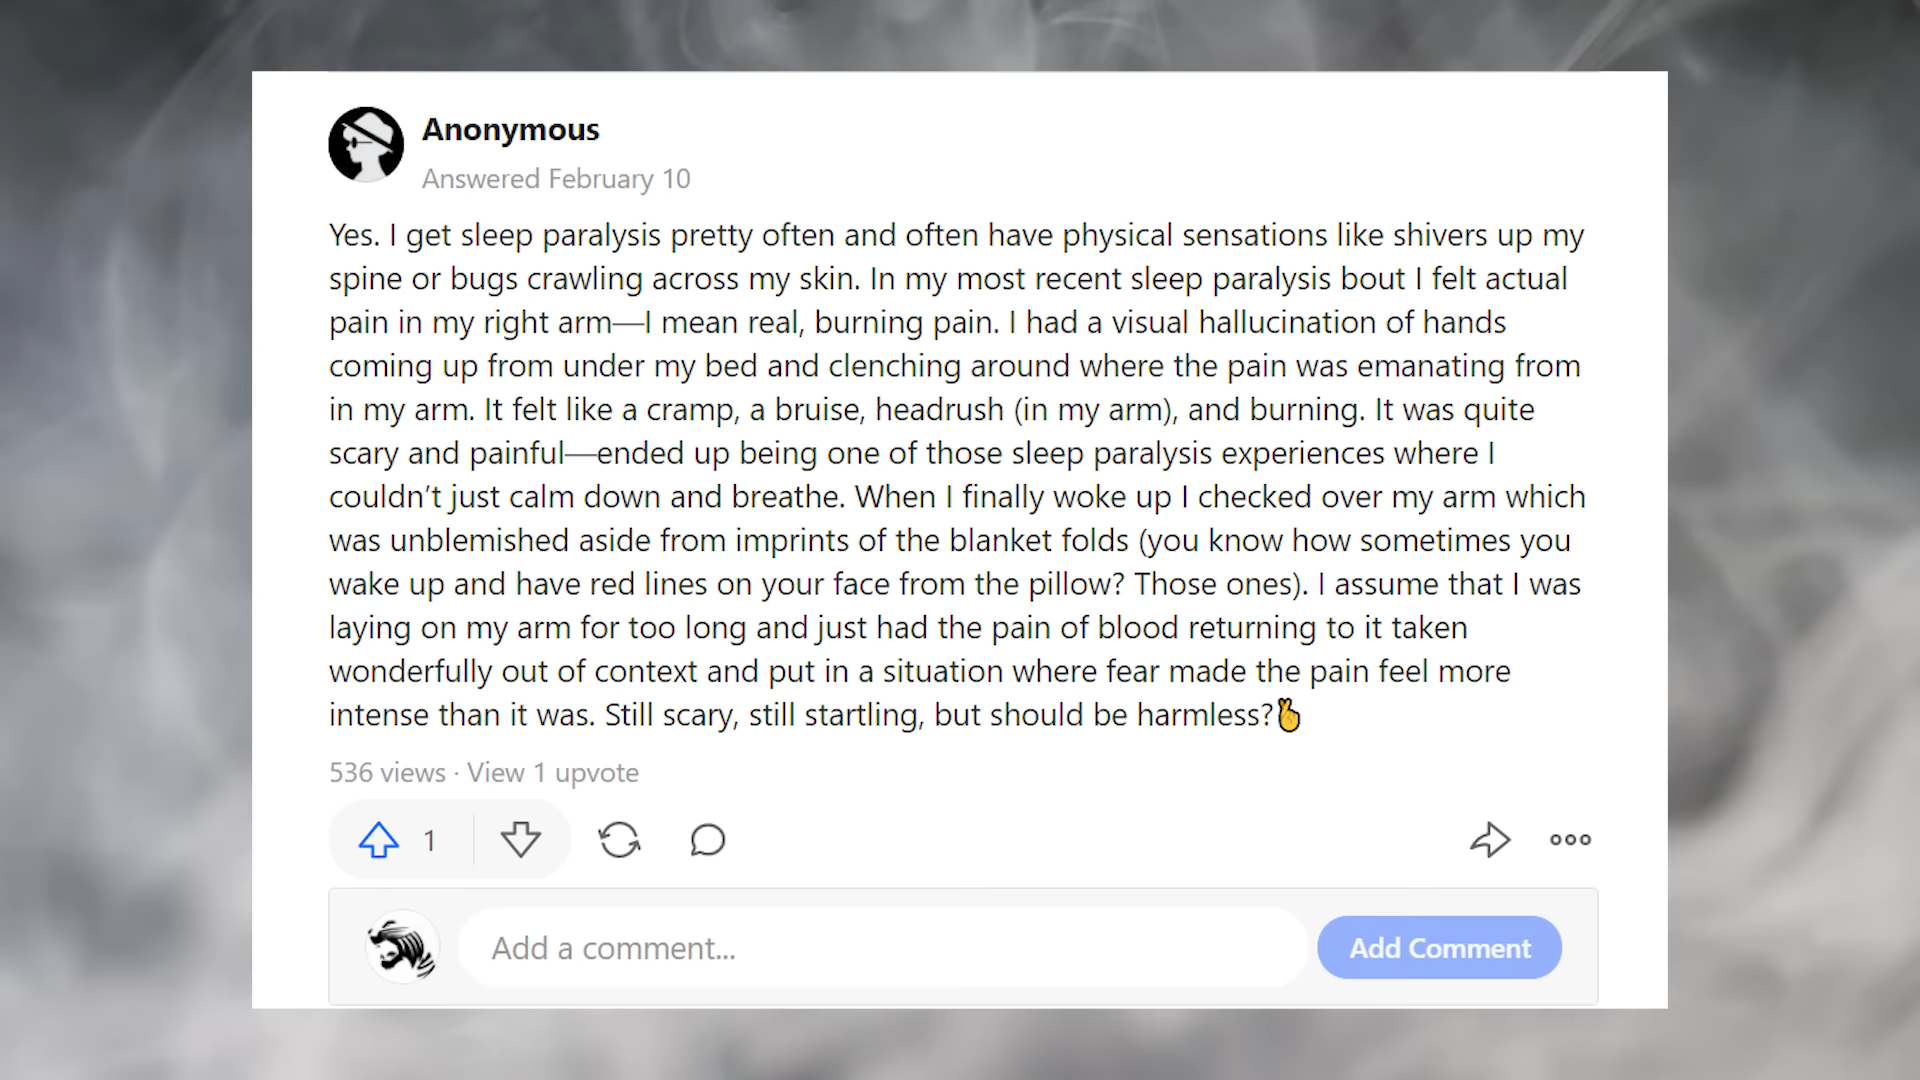 Anonymous
Answered February 10
Yes. I get sleep paralysis pretty often and often have physical sensations like shivers up my
spine or bugs crawling across my skin. In my most recent sleep paralysis bout I felt actual
pain in my right arm—I mean real, burning pain. I had a visual hallucination of hands
coming up from under my bed and clenching around where the pain was emanating from
in my arm. It felt like a cramp, a bruise, headrush (in my arm), and burning. It was quite
scary and painful—ended up being one of those sleep paralysis experiences where I
couldn’t just calm down and breathe. When I finally woke up I checked over my arm which
was unblemished aside from imprints of the blanket folds (you know how sometimes you
wake up and have red lines on your face from the pillow? Those ones). I assume that I was
laying on my arm for too long and just had the pain of blood returning to it taken
wonderfully out of context and put in a situation where fear made the pain feel more
intense than it was. Still scary, still startling, but should be harmless?🫰
536 views · View 1 upvote
1
Add a comment...
Add Comment